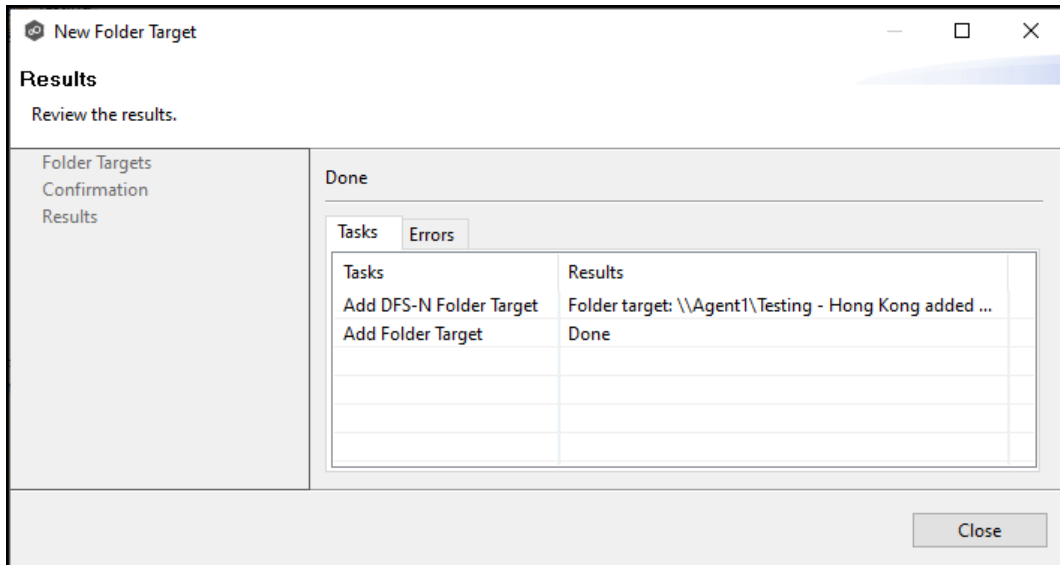 New Folder Target
Results
Review the results.
Folder Targets
Confirmation
Results
Done
Tasks Errors
Tasks Results
Add DFS-N Folder Target Folder target: \\Agent1\Testing - Hong Kong added ...
Add Folder Target Done
Close